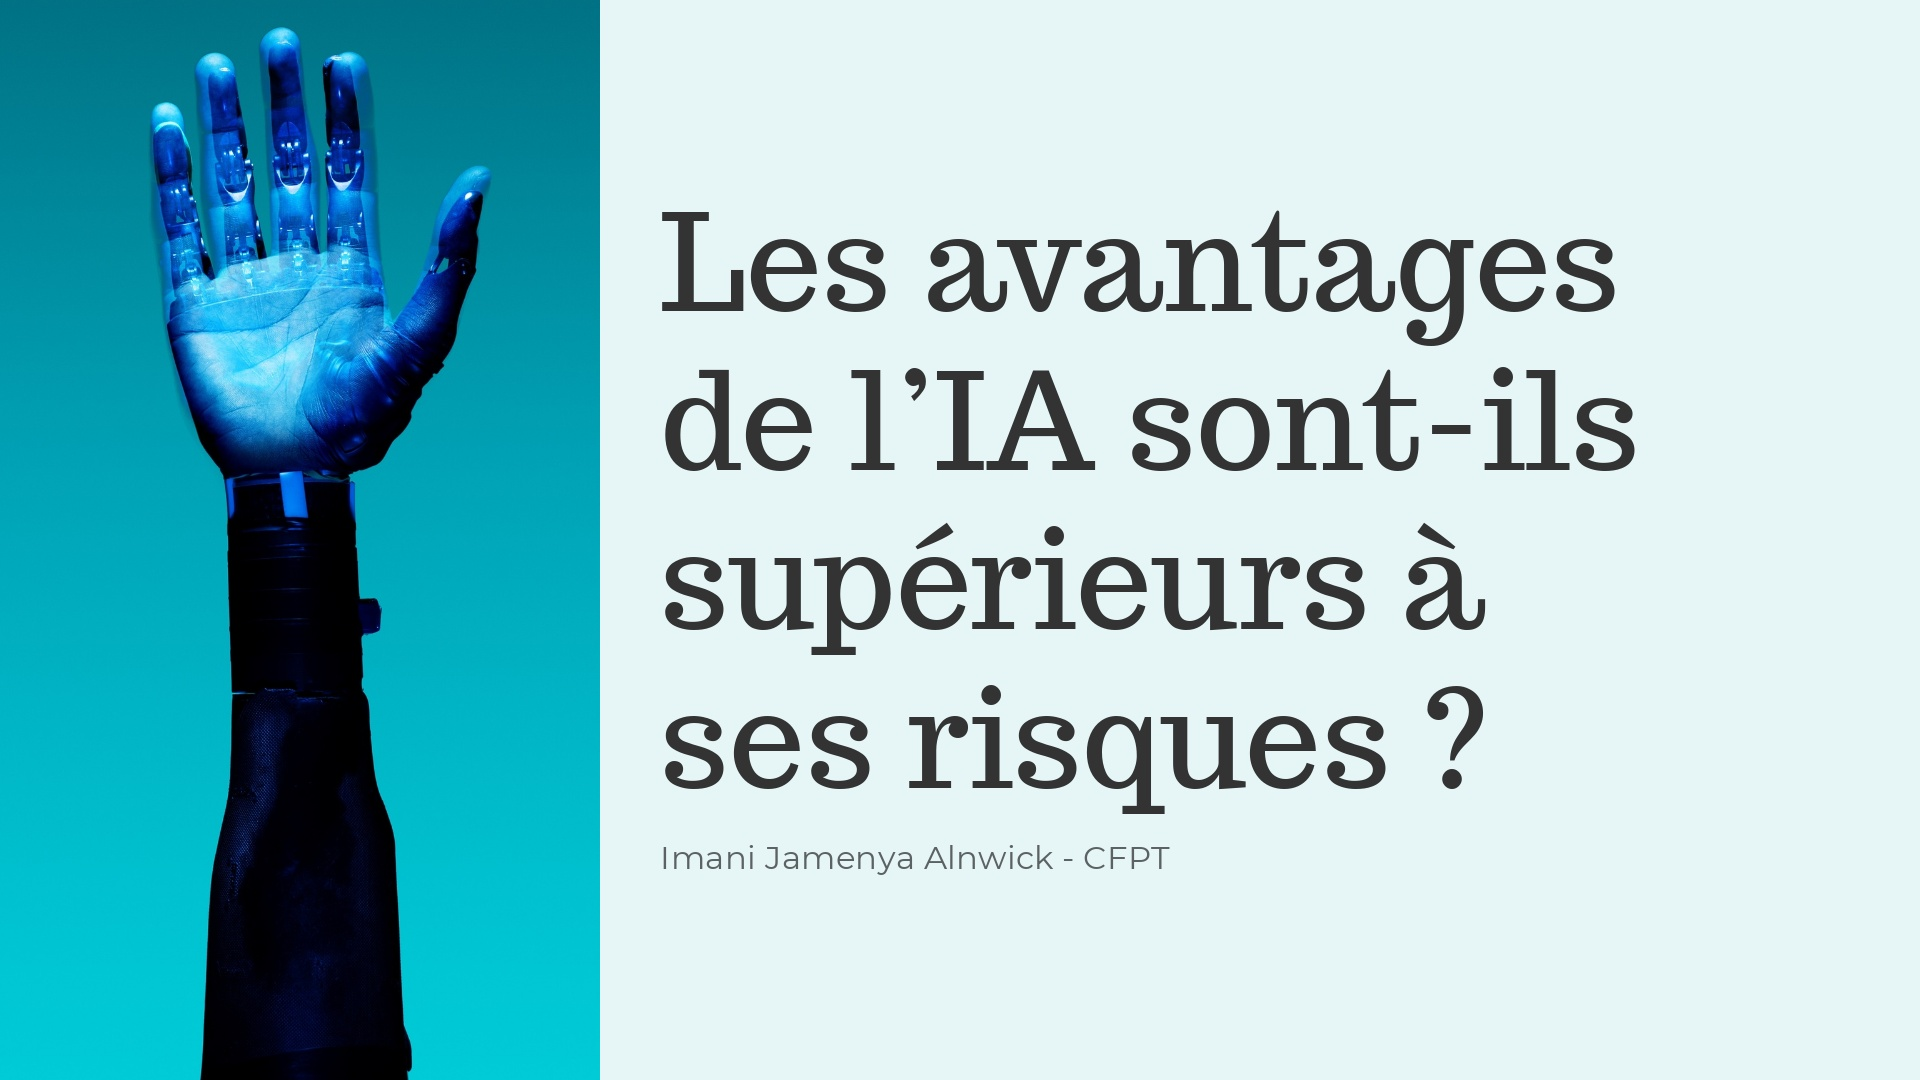 Les avantages
de l’IA sont-ils
supérieurs à
ses risques ?
Imani Jamenya Alnwick - CFPT